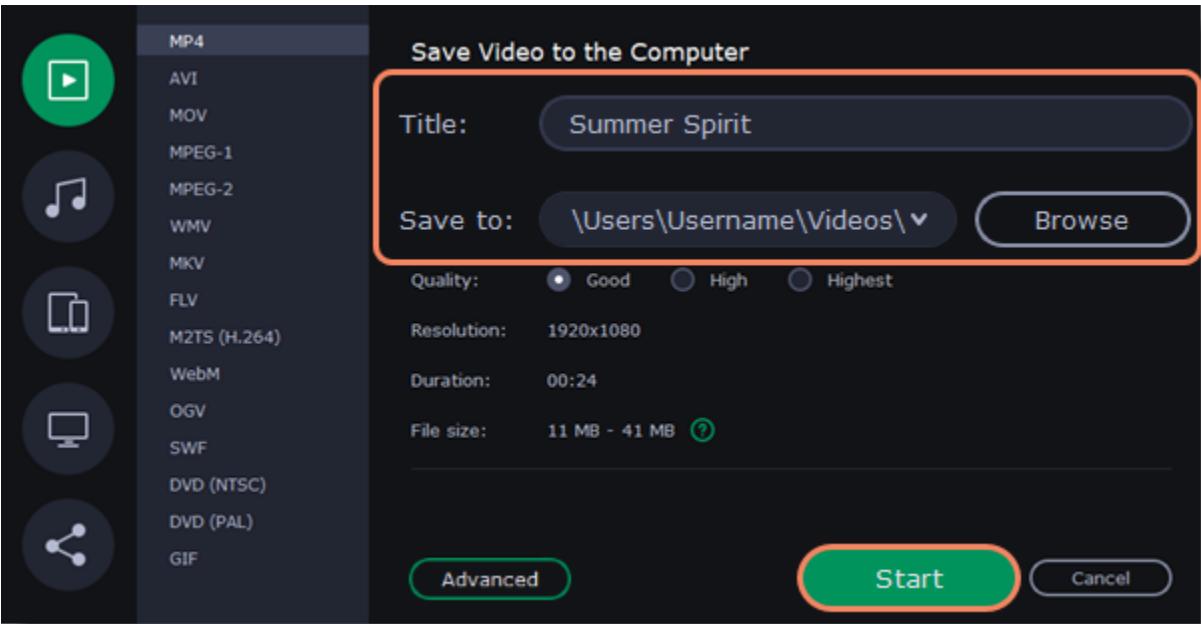 MP4
AVI
MOV
MPEG-1
MPEG-2
WMV
MKV
FLV
M2TS (H.264)
WebM
OGV
SWF
DVD (NTSC)
DVD (PAL)
GIF
Save Video to the Computer
Title: Summer Spirit
Save to: \Users\Username\Videos\ Browse
Quality: Good High Highest
Resolution: 1920x1080
Duration: 00:24
File size: 11 MB - 41 MB ?
Advanced Start Cancel